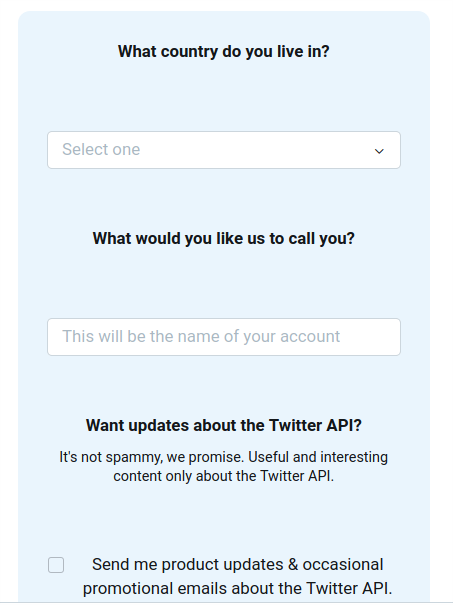 What country do you live in?
Select one
What would you like us to call you?
This will be the name of your account
Want updates about the Twitter API?
It's not spammy, we promise. Useful and interesting
content only about the Twitter API.
Send me product updates & occasional
promotional emails about the Twitter API.